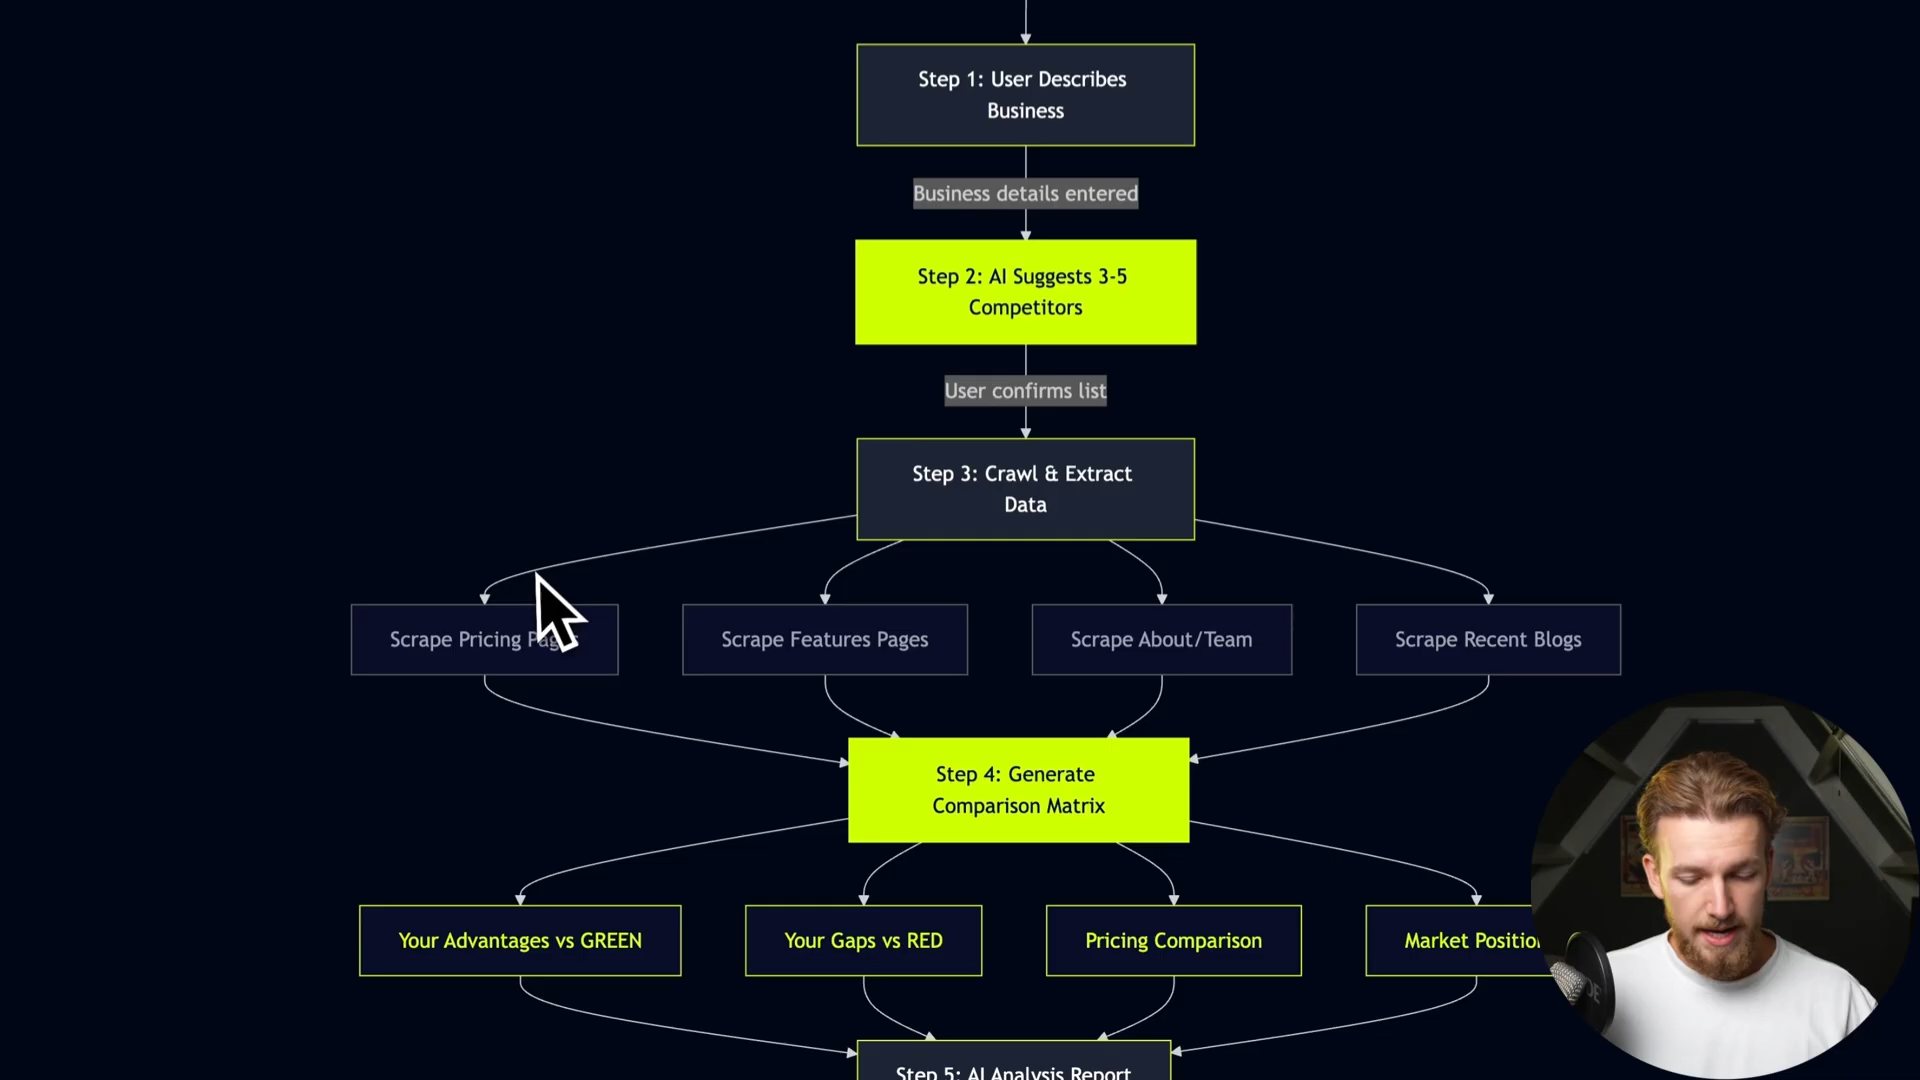 Step 1: User Describes
Business
Business details entered
Step 2: AI Suggests 3-5
Competitors
User confirms list
Step 3: Crawl & Extract
Data
Scrape Pricing
Scrape Features Pages
Scrape About/Team
Scrape Recent Blogs
Step 4: Generate
Comparison Matrix
Your Advantages vs GREEN
Your Gaps vs RED
Pricing Comparison
Market Position
Step 5: AI Analysis Report